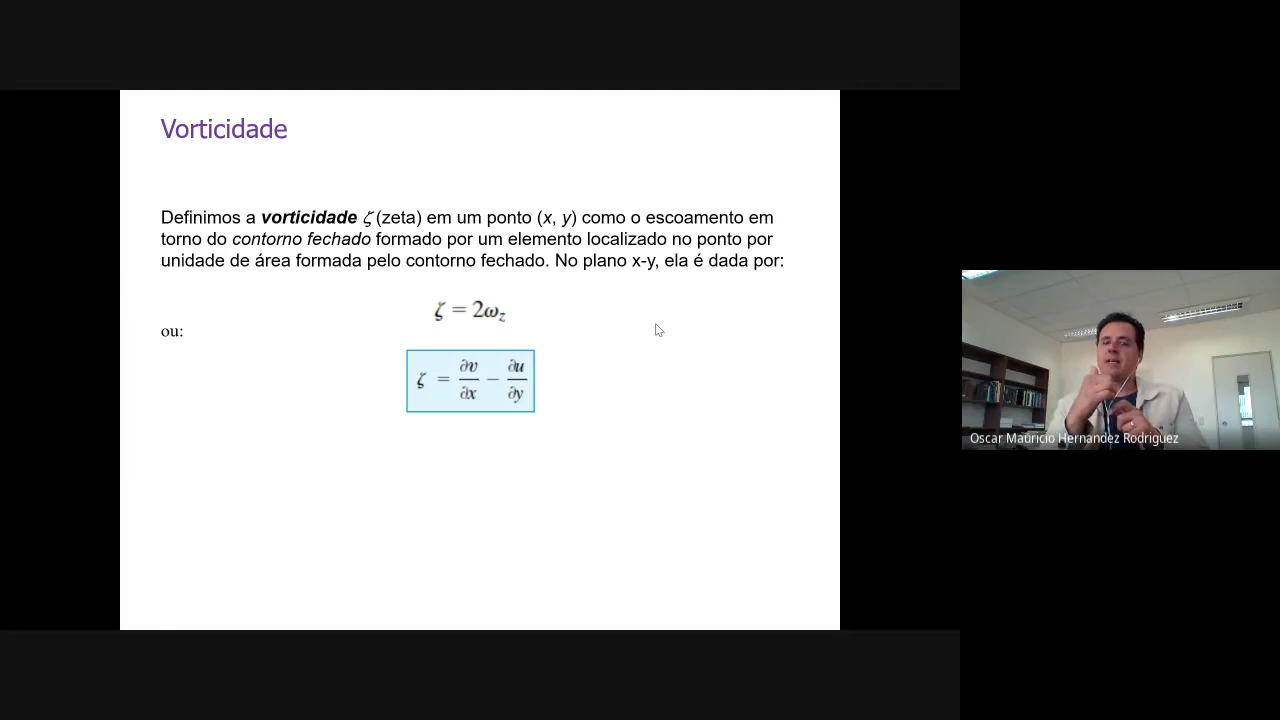 Vorticidade
Definimos a vorticidade ζ (zeta) em um ponto (x, y) como o escoamento em
torno do contorno fechado formado por um elemento localizado no ponto por
unidade de área formada pelo contorno fechado. No plano x-y, ela é dada por:
ζ = 2ω_z
ou:
ζ = ∂v/∂x − ∂u/∂y
Oscar Mauricio Hernandez Rodriguez